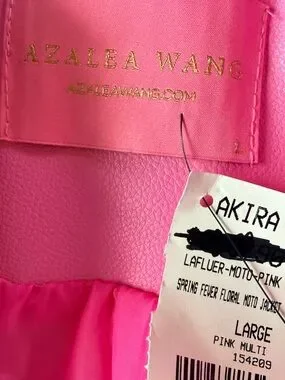 AZALEA WANG
AZALEAWANG.COM
L
AKIRA
LAFLUER-MOTO-PINK
SPRING FEVER FLORAL MOTO JACKET
LARGE
PINK MULTI
154209